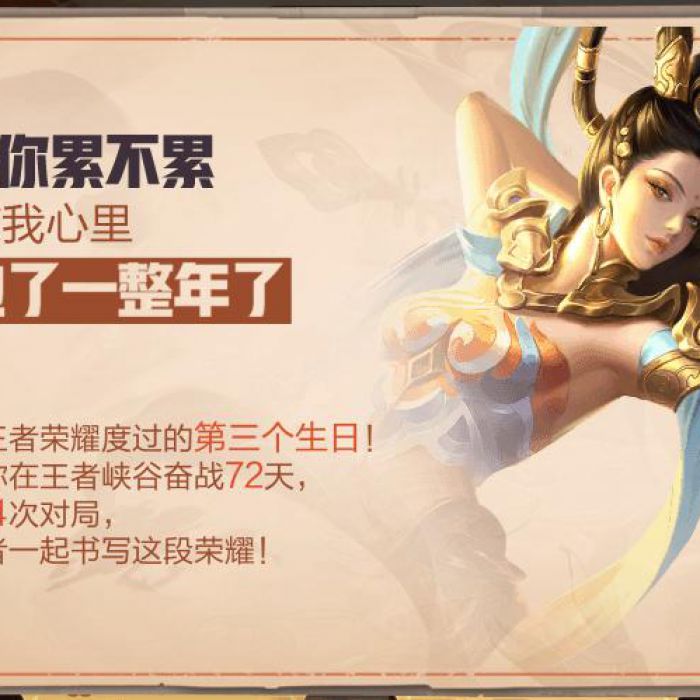 你累不累
我心里
了一整年了
王者荣耀度过的第三个生日！
你在王者峡谷奋战72天，
4次对局，
者一起书写这段荣耀！